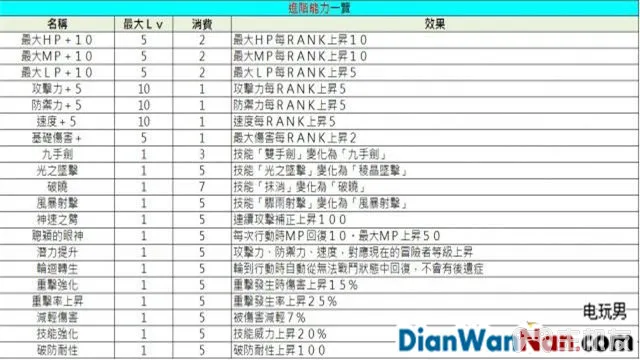 進階能力一覽
名稱 最大Ｌｖ 消費 效果
最大ＨＰ＋10 5 2 最大ＨＰ每ＲＡＮＫ上昇10
最大ＭＰ＋10 5 2 最大ＭＰ每ＲＡＮＫ上昇10
最大ＬＰ＋10 5 2 最大ＬＰ每ＲＡＮＫ上昇5
攻擊力＋5 10 1 攻擊力每ＲＡＮＫ上昇5
防禦力＋5 10 1 防禦力每ＲＡＮＫ上昇5
速度＋5 10 1 速度每ＲＡＮＫ上昇5
基礎傷害＋ 5 1 最大傷害每ＲＡＮＫ上昇2
九手劍 1 3 技能「雙手劍」變化為「九手劍」
光之墜擊 1 5 技能「光之墜擊」變化為「稜晶墜擊」
破曉 1 7 技能「抹消」變化為「破曉」
風暴射擊 1 5 技能「驟雨射擊」變化為「風暴射擊」
神速之臂 1 5 連續攻擊補正上昇100
聰穎的眼神 1 5 每次行動時ＭＰ回復10・最大ＭＰ上昇50
潛力提升 1 5 攻擊力、防禦力、速度，對應現在的冒險者等級上昇
輪迴轉生 1 5 輪到行動時自動從無法戰鬥狀態中回復，不會有後遺症
重擊強化 1 5 重擊發生時傷害上昇15％
重擊率上昇 1 5 重擊發生率上昇25％
減輕傷害 1 5 被傷害減輕7％
技能強化 1 5 技能威力上昇20％
破防耐性 1 5 破防耐性上昇100
电玩男
DianWanNan.com